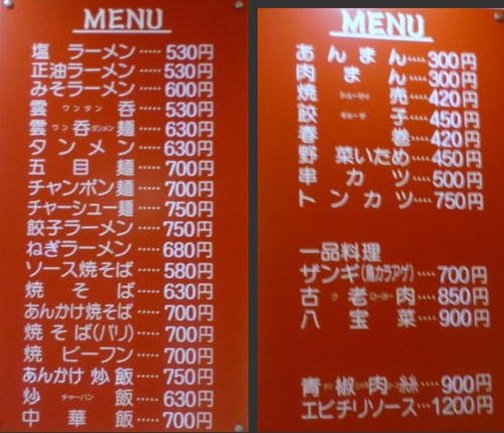 MENU
塩 ラーメン ····· 530円
正油ラーメン ····· 530円
みそラーメン ····· 600円
雲 ワンタン 呑 ····· 530円
雲ワン呑タンメン麺 ····· 630円
タンメン ····· 630円
五目麺 ····· 700円
チャンポン麺 ····· 700円
チャーシュー麺 ····· 750円
餃子ラーメン ····· 750円
ねぎラーメン ····· 680円
ソース焼そば ····· 580円
焼そば ····· 630円
あんかけ焼そば ····· 700円
焼そば(パリ) ····· 700円
焼ビーフン ····· 700円
あんかけ炒飯 ····· 750円
炒 チャーハン 飯 ····· 630円
中華飯 ····· 700円
MENU
あんまん ···· 300円
肉まん ···· 300円
焼 シューマイ 売 ···· 420円
餃 ギョーザ 子 ···· 450円
春巻 ···· 420円
野菜いため ···· 450円
串カツ ···· 500円
トンカツ ···· 750円
一品料理
ザンギ(鳥カラアゲ) ···· 700円
古老肉 ···· 850円
八宝菜 ···· 900円
青椒肉絲 ···· 900円
エビチリソース ···· 1200円